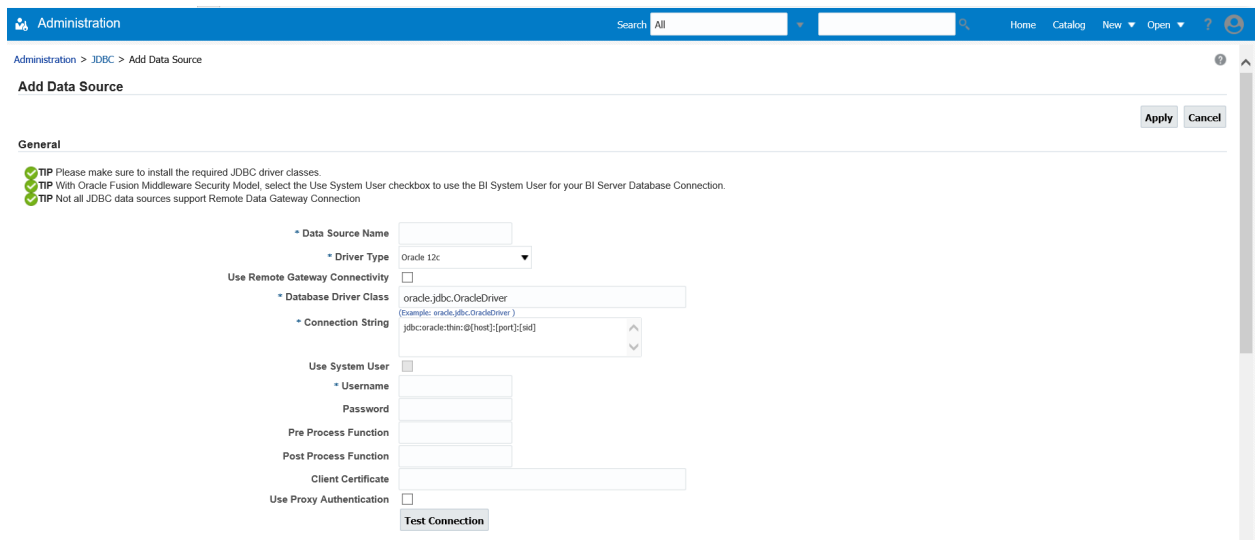 Administration
Search All
Home Catalog New Open ?
Administration > JDBC > Add Data Source
?
Add Data Source
Apply Cancel
General
TIP Please make sure to install the required JDBC driver classes.
TIP With Oracle Fusion Middleware Security Model, select the Use System User checkbox to use the BI System User for your BI Server Database Connection.
TIP Not all JDBC data sources support Remote Data Gateway Connection
* Data Source Name
* Driver Type Oracle 12c
Use Remote Gateway Connectivity
* Database Driver Class oracle.jdbc.OracleDriver
(Example: oracle.jdbc.OracleDriver )
* Connection String jdbc:oracle:thin:@[host]:[port]:[sid]
Use System User
* Username
Password
Pre Process Function
Post Process Function
Client Certificate
Use Proxy Authentication
Test Connection